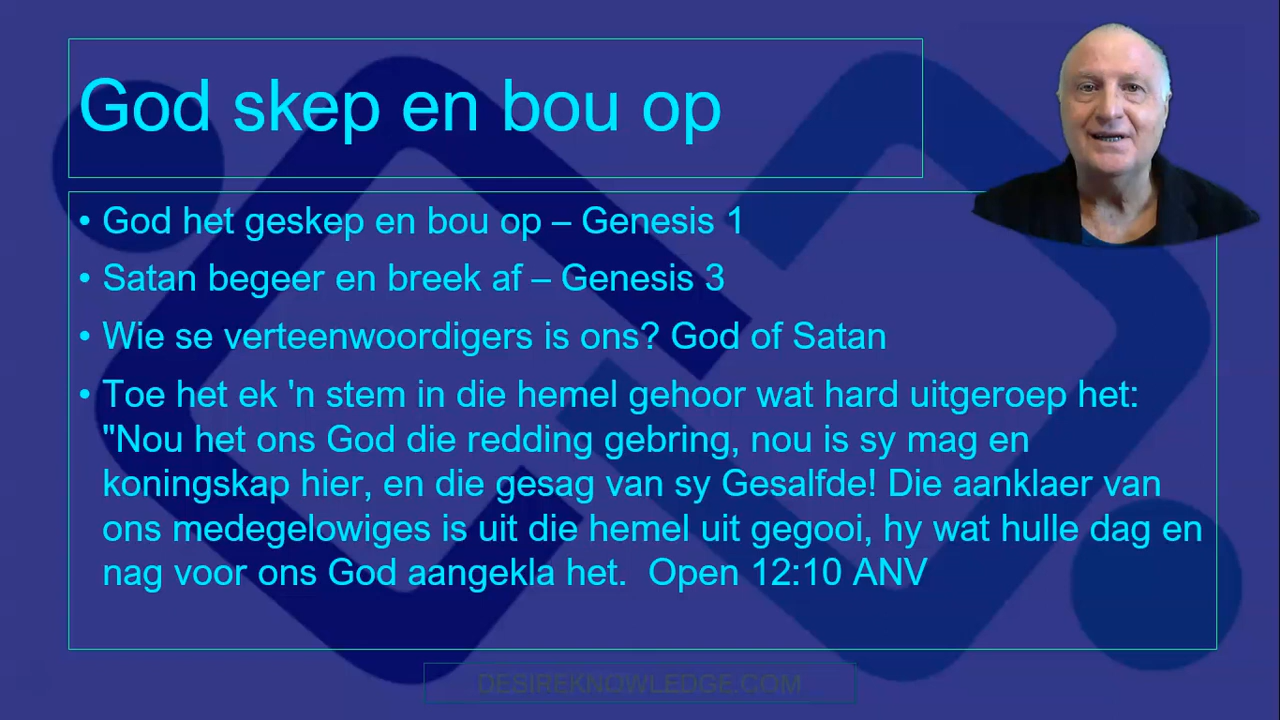 God skep en bou op
• God het geskep en bou op – Genesis 1
• Satan begeer en breek af – Genesis 3
• Wie se verteenwoordigers is ons? God of Satan
• Toe het ek 'n stem in die hemel gehoor wat hard uitgeroep het:
"Nou het ons God die redding gebring, nou is sy mag en
koningskap hier, en die gesag van sy Gesalfde! Die aanklaer van
ons medegelowiges is uit die hemel uit gegooi, hy wat hulle dag en
nag voor ons God aangekla het.  Open 12:10 ANV
DESIREKNOWLEDGE.COM